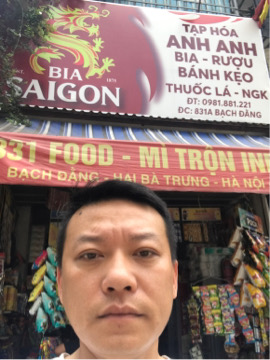 BIA
SAIGON
TẠP HÓA
ANH ANH
BIA - RƯỢU
BÁNH KẸO
THUỐC LÁ - NGK
ĐT: 0981.881.221
ĐC: 831A BẠCH ĐẰNG
831 FOOD - MÌ TRỘN IN
BẠCH ĐẰNG - HAI BÀ TRƯNG - HÀ NỘI